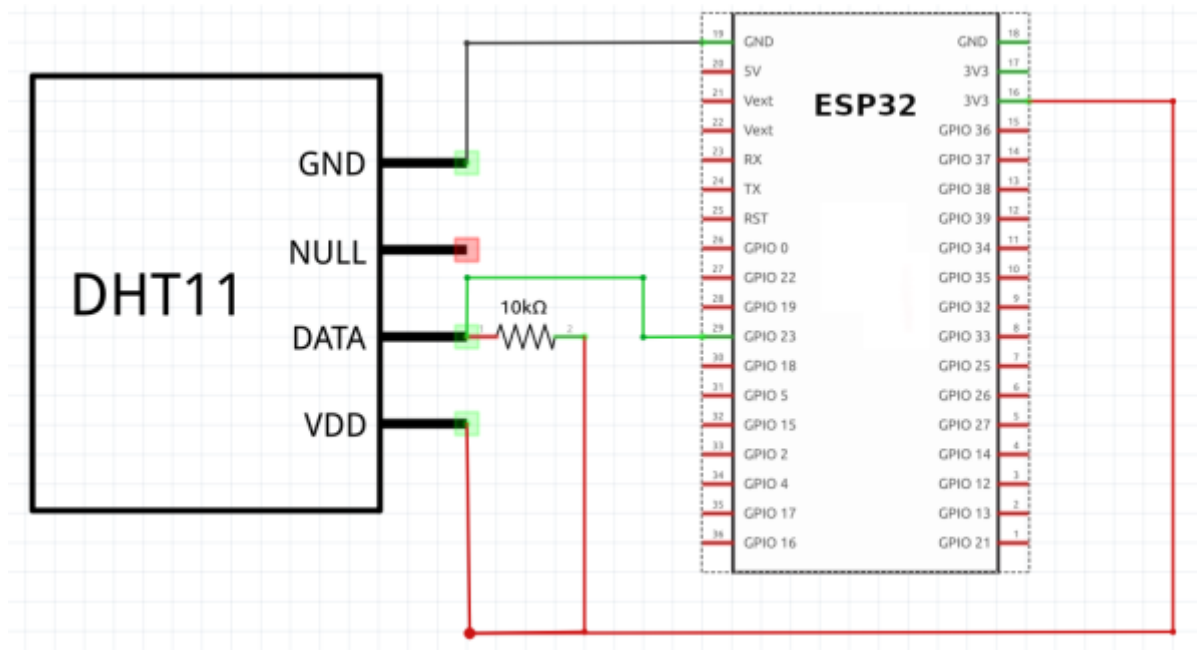 DHT11
GND
NULL
DATA
VDD
10kΩ
1
2
ESP32
19 GND
20 5V
21 Vext
22 Vext
23 RX
24 TX
25 RST
26 GPIO 0
27 GPIO 22
28 GPIO 19
29 GPIO 23
30 GPIO 18
31 GPIO 5
32 GPIO 15
33 GPIO 2
34 GPIO 4
35 GPIO 17
36 GPIO 16
GND 18
3V3 17
3V3 16
GPIO 36 15
GPIO 37 14
GPIO 38 13
GPIO 39 12
GPIO 34 11
GPIO 35 10
GPIO 32 9
GPIO 33 8
GPIO 25 7
GPIO 26 6
GPIO 27 5
GPIO 14 4
GPIO 12 3
GPIO 13 2
GPIO 21 1